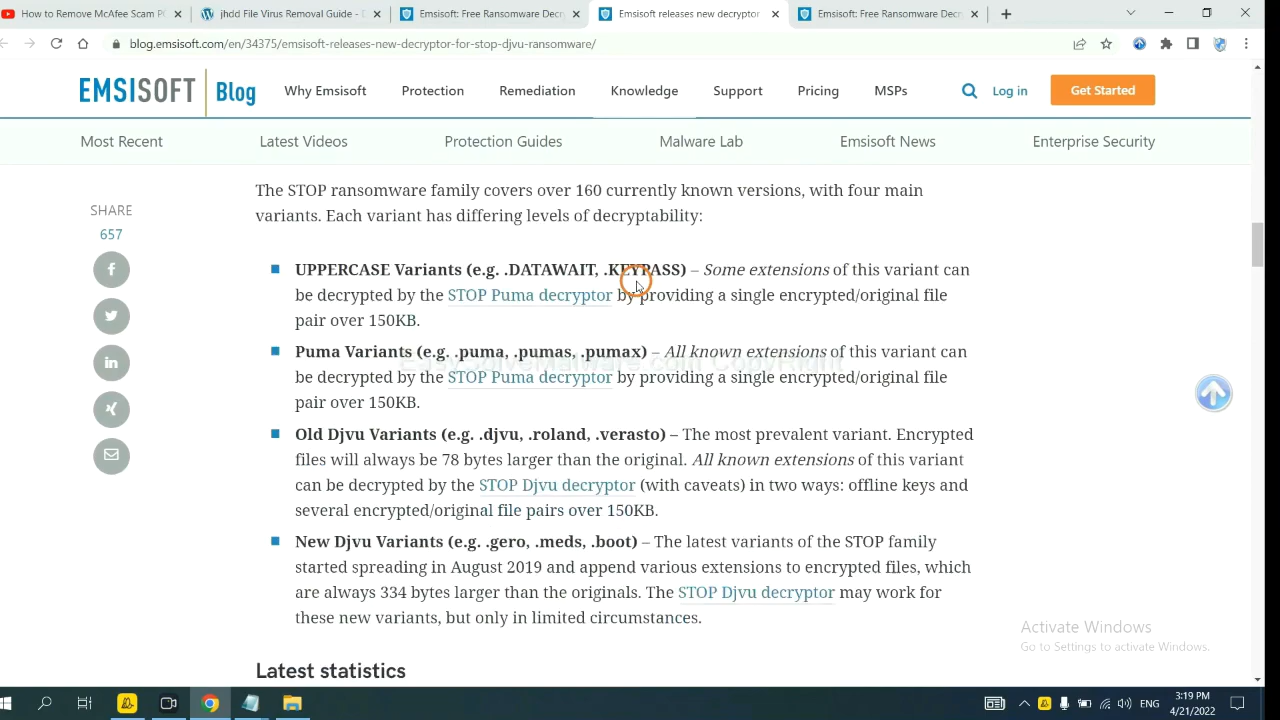 How to Remove McAfee Scam P
jhdd File Virus Removal Guide - D
Emsisoft: Free Ransomware Decr
Emsisoft releases new decryptor
Emsisoft: Free Ransomware Decr
blog.emsisoft.com/en/34375/emsisoft-releases-new-decryptor-for-stop-djvu-ransomware/
EMSISOFT Blog Why Emsisoft Protection Remediation Knowledge Support Pricing MSPs Log in Get Started
Most Recent Latest Videos Protection Guides Malware Lab Emsisoft News Enterprise Security
SHARE
657
The STOP ransomware family covers over 160 currently known versions, with four main
variants. Each variant has differing levels of decryptability:
UPPERCASE Variants (e.g. .DATAWAIT, .KEYPASS) – Some extensions of this variant can
be decrypted by the STOP Puma decryptor by providing a single encrypted/original file
pair over 150KB.
Puma Variants (e.g. .puma, .pumas, .pumax) – All known extensions of this variant can
be decrypted by the STOP Puma decryptor by providing a single encrypted/original file
pair over 150KB.
EasySolveMalware.com CopyRight
Old Djvu Variants (e.g. .djvu, .roland, .verasto) – The most prevalent variant. Encrypted
files will always be 78 bytes larger than the original. All known extensions of this variant
can be decrypted by the STOP Djvu decryptor (with caveats) in two ways: offline keys and
several encrypted/original file pairs over 150KB.
New Djvu Variants (e.g. .gero, .meds, .boot) – The latest variants of the STOP family
started spreading in August 2019 and append various extensions to encrypted files, which
are always 334 bytes larger than the originals. The STOP Djvu decryptor may work for
these new variants, but only in limited circumstances.
Latest statistics
Activate Windows
Go to Settings to activate Windows.
ENG
3:19 PM
4/21/2022